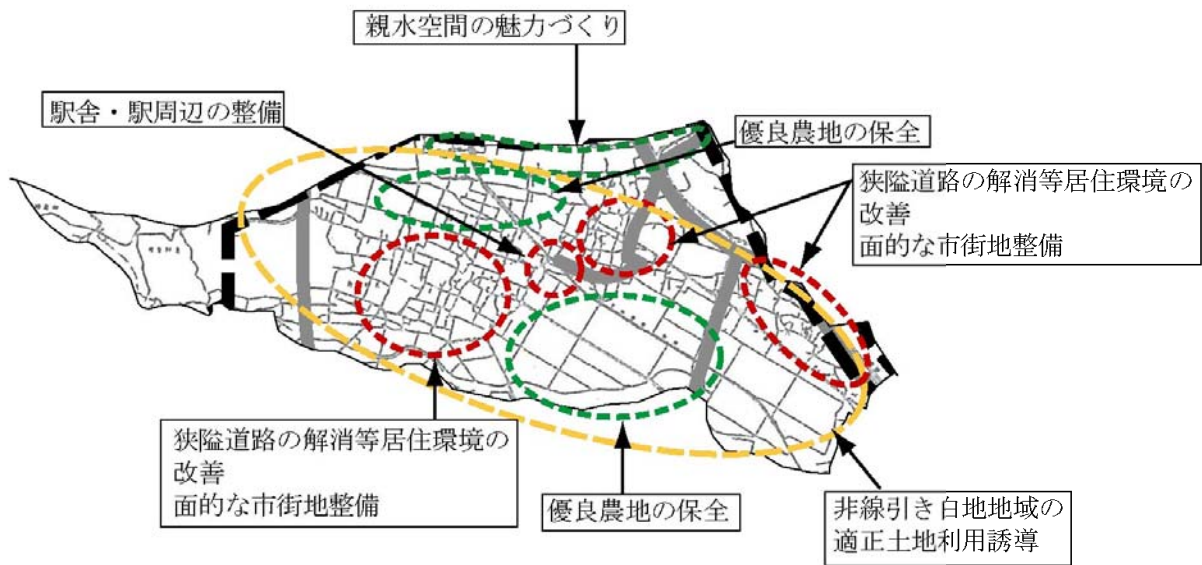 親水空間の魅力づくり
駅舎・駅周辺の整備
優良農地の保全
狭隘道路の解消等居住環境の
改善
面的な市街地整備
狭隘道路の解消等居住環境の
改善
面的な市街地整備
優良農地の保全
非線引き白地地域の
適正土地利用誘導